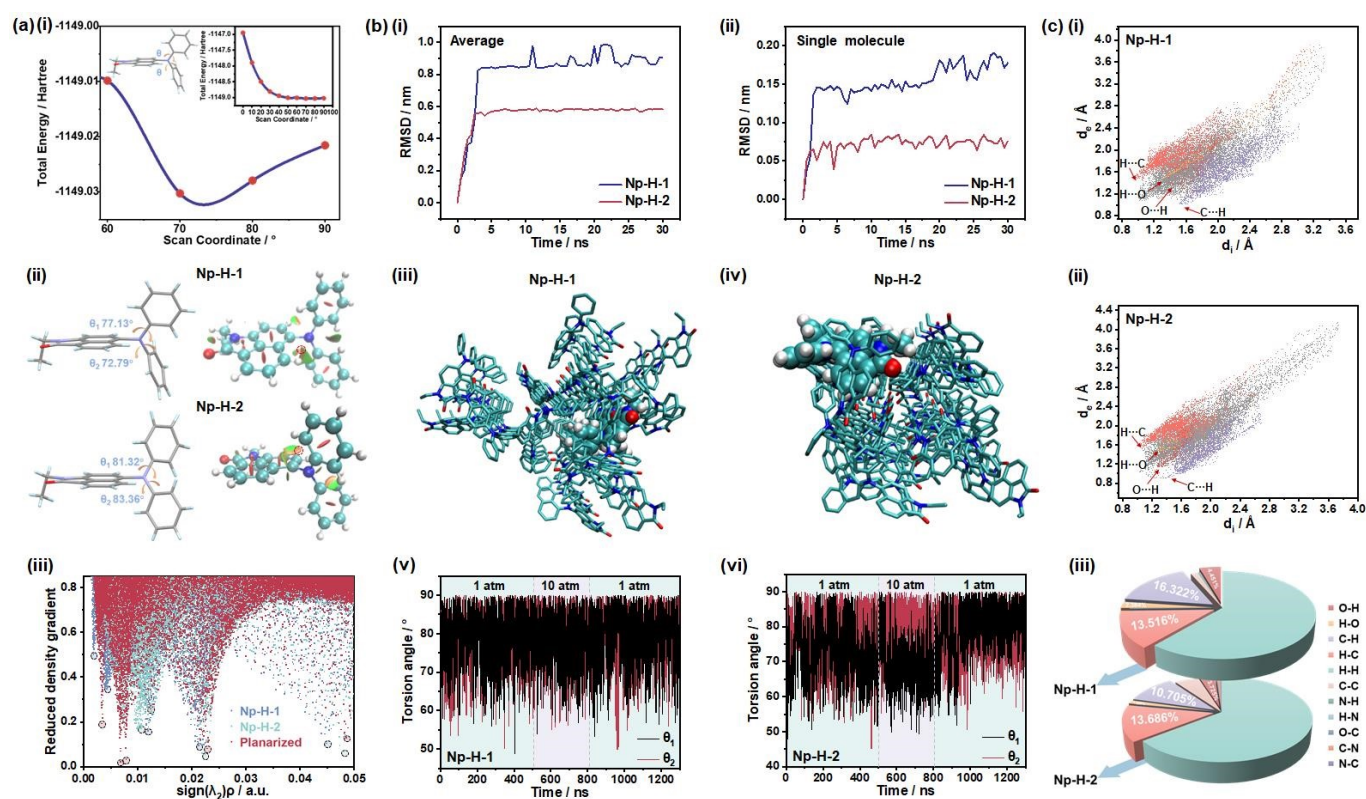 (a)(i)
-1149.00
-1149.01
-1149.02
-1149.03
Total Energy / Hartree
60
70
80
90
Scan Coordinate / °
θ
θ
Total Energy / Hartree
-1147.0
-1147.5
-1148.0
-1148.5
-1149.0
0 10 20 30 40 50 60 70 80 90 100
Scan Coordinate / °
(b) (i)
Average
RMSD / nm
1.0
0.8
0.6
0.4
0.2
0.0
Np-H-1
Np-H-2
0 5 10 15 20 25 30
Time / ns
(ii)
Single molecule
RMSD / nm
0.20
0.15
0.10
0.05
0.00
Np-H-1
Np-H-2
0 5 10 15 20 25 30
Time / ns
(c) (i)
Np-H-1
de / Å
4.0
3.6
3.2
2.8
2.4
2.0
1.6
1.2
0.8
H···C
H···O
O···H
C···H
0.8 1.2 1.6 2.0 2.4 2.8 3.2 3.6
di / Å
(ii)
Np-H-1
θ1 77.13°
θ2 72.79°
Np-H-2
θ1 81.32°
θ2 83.36°
(iii)
Np-H-1
(iv)
Np-H-2
(ii)
Np-H-2
de / Å
4.4
4.0
3.6
3.2
2.8
2.4
2.0
1.6
1.2
0.8
H···C
H···O
O···H
C···H
0.8 1.2 1.6 2.0 2.4 2.8 3.2 3.6 4.0
di / Å
(iii)
Reduced density gradient
0.8
0.6
0.4
0.2
0.0
Np-H-1
Np-H-2
Planarized
0.00 0.01 0.02 0.03 0.04 0.05
sign(λ2)ρ / a.u.
(v)
1 atm 10 atm 1 atm
Torsion angle / °
90
80
70
60
50
Np-H-1
θ1
θ2
0 200 400 600 800 1000 1200
Time / ns
(vi)
1 atm 10 atm 1 atm
Torsion angle / °
90
85
80
75
70
65
60
55
50
45
40
Np-H-2
θ1
θ2
0 200 400 600 800 1000 1200
Time / ns
(iii)
16.322%
13.516%
Np-H-1
10.705%
13.686%
Np-H-2
O-H
H-O
C-H
H-C
H-H
C-C
N-H
H-N
O-C
C-N
N-C